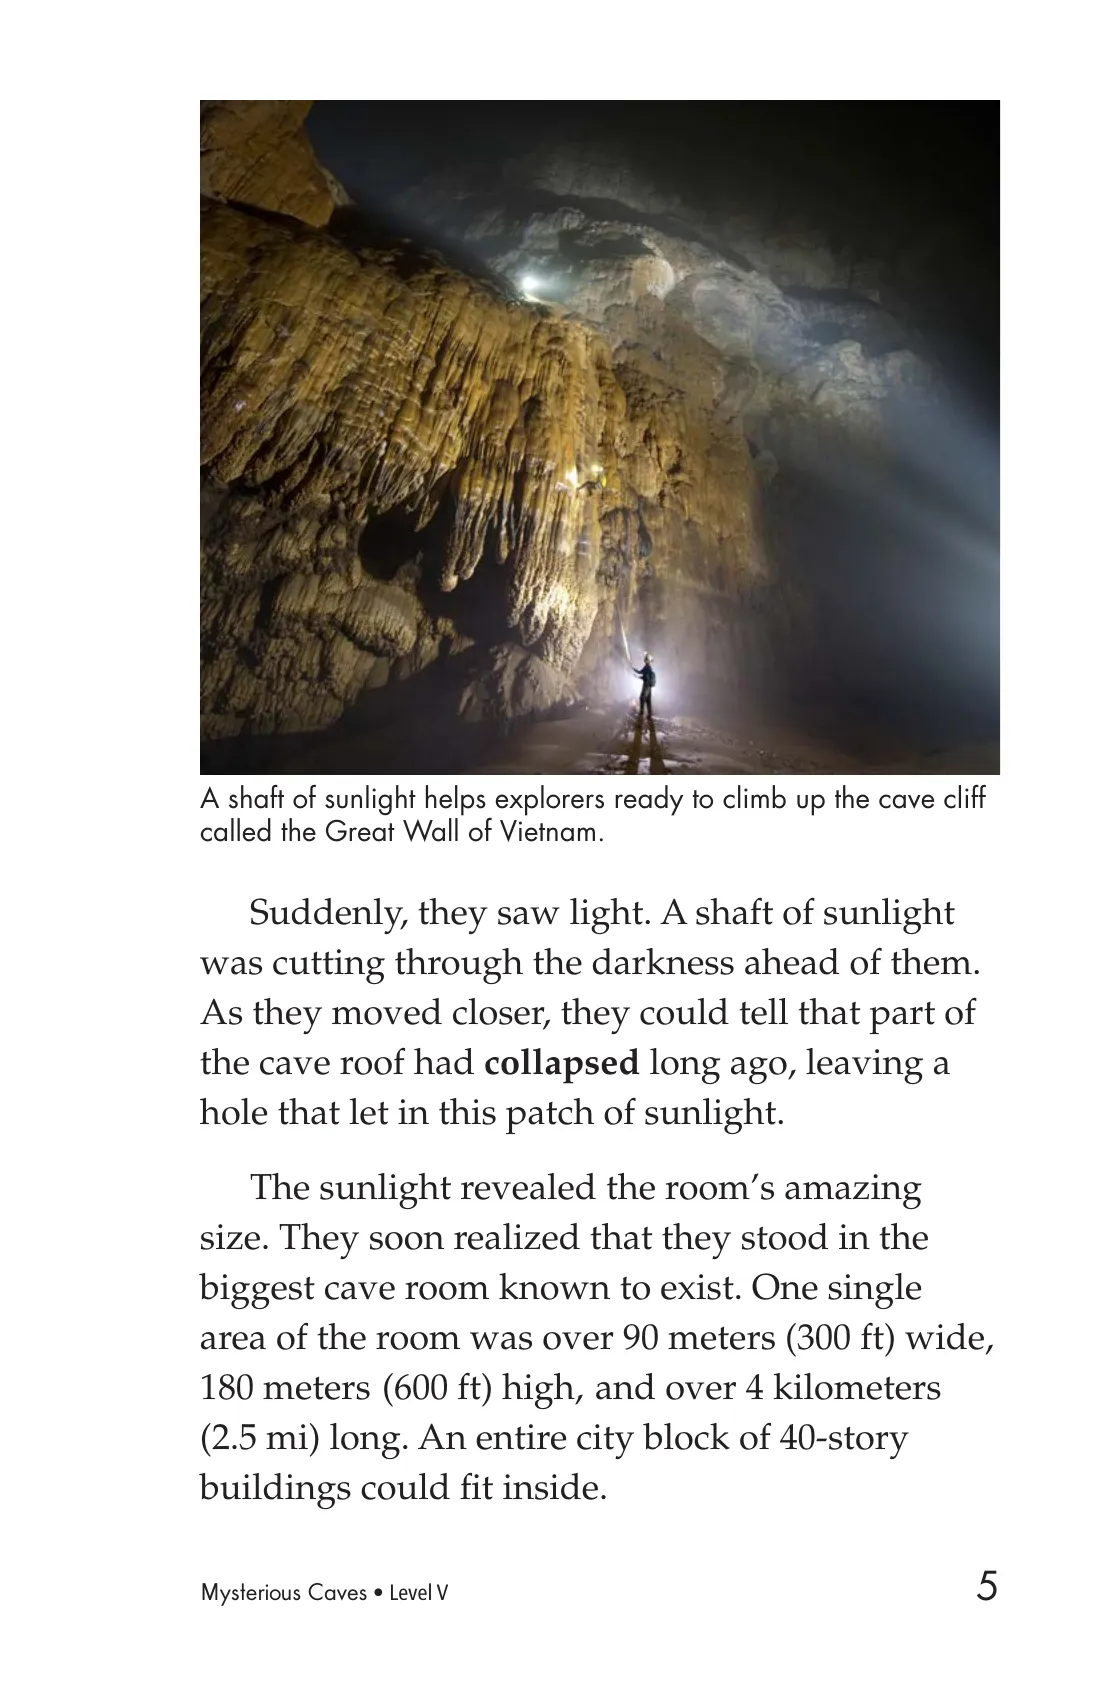 A shaft of sunlight helps explorers ready to climb up the cave cliff
called the Great Wall of Vietnam.
Suddenly, they saw light. A shaft of sunlight
was cutting through the darkness ahead of them.
As they moved closer, they could tell that part of
the cave roof had collapsed long ago, leaving a
hole that let in this patch of sunlight.
The sunlight revealed the room’s amazing
size. They soon realized that they stood in the
biggest cave room known to exist. One single
area of the room was over 90 meters (300 ft) wide,
180 meters (600 ft) high, and over 4 kilometers
(2.5 mi) long. An entire city block of 40-story
buildings could fit inside.
Mysterious Caves • Level V 5